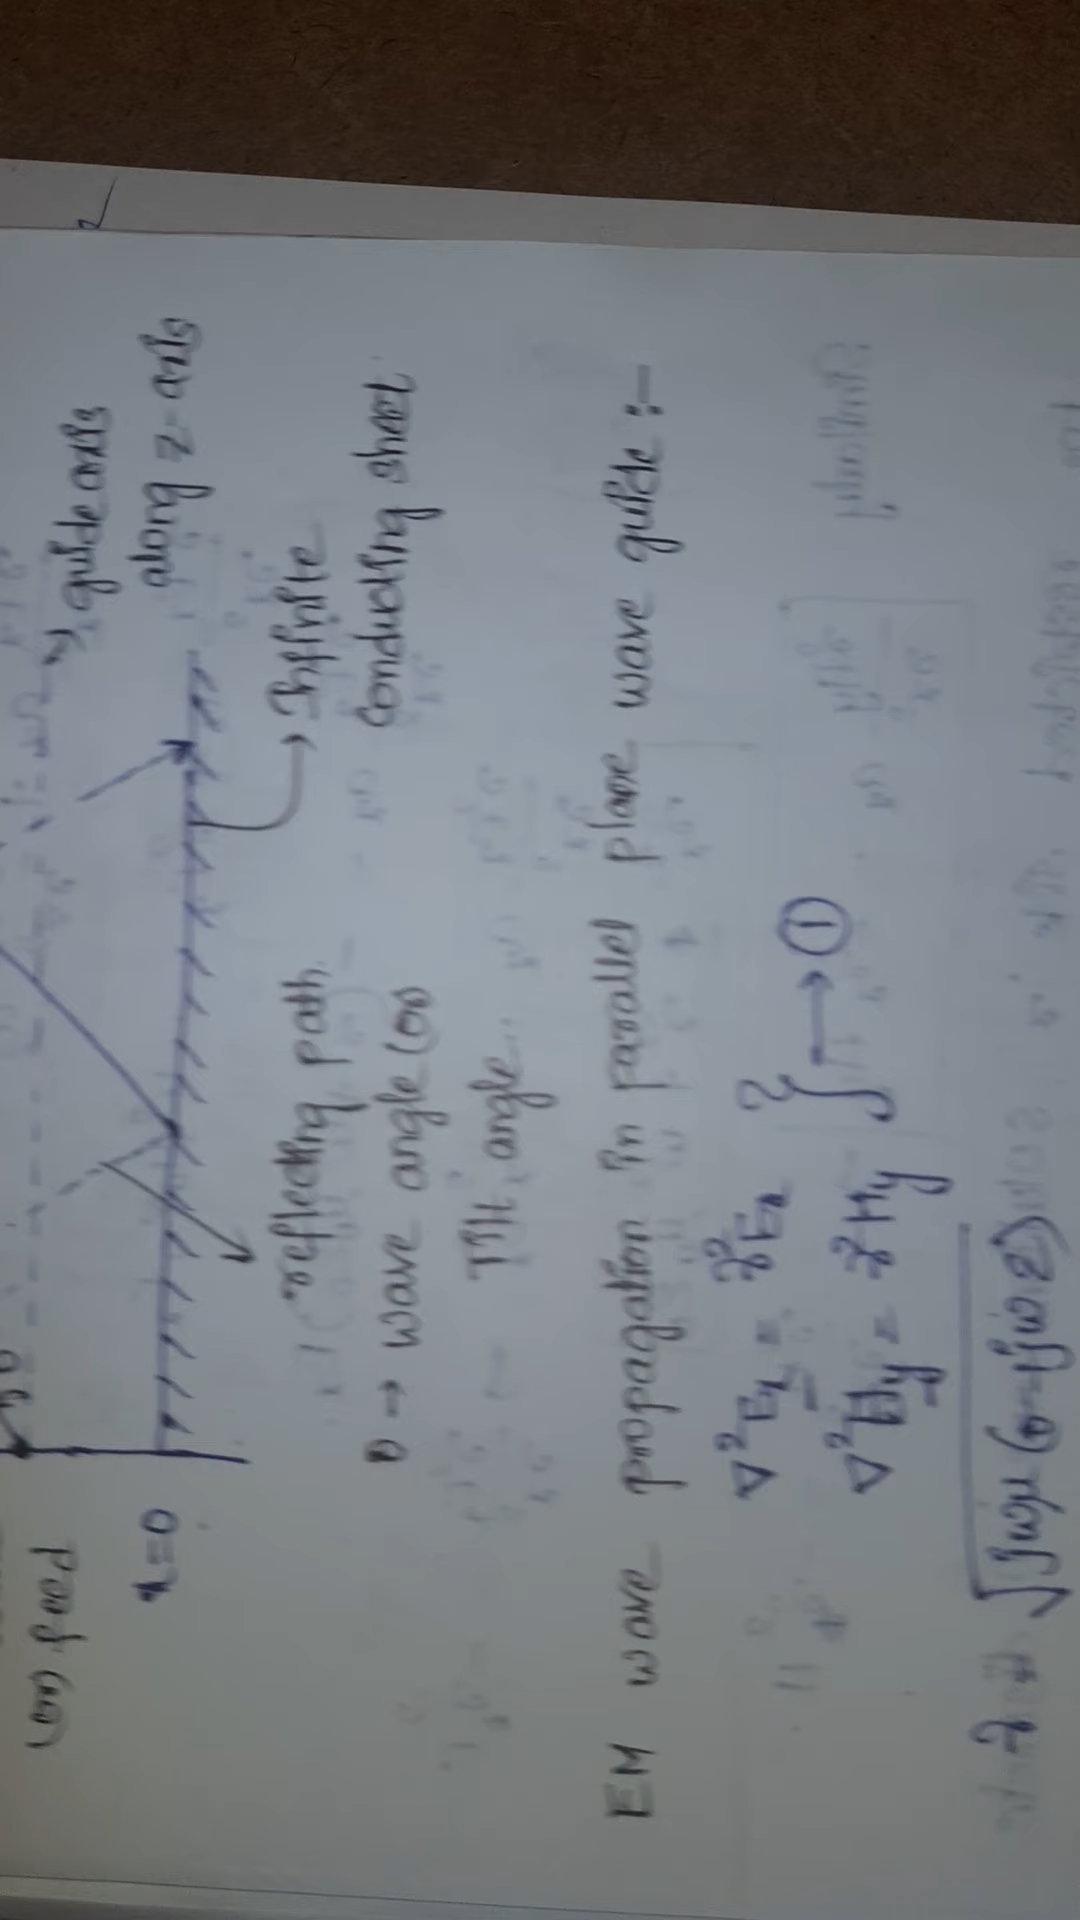 (or) feed
guide axis
along z-axis
x=0
Infinite
conducting sheet
reflecting path
θ → wave angle (or)
Tilt angle
EM wave propagation in parallel plane wave guide :-
∇²Ex = γ²Ex
∇²Hy = γ²Hy } → ①
γ = √jωμ(σ+jωε)